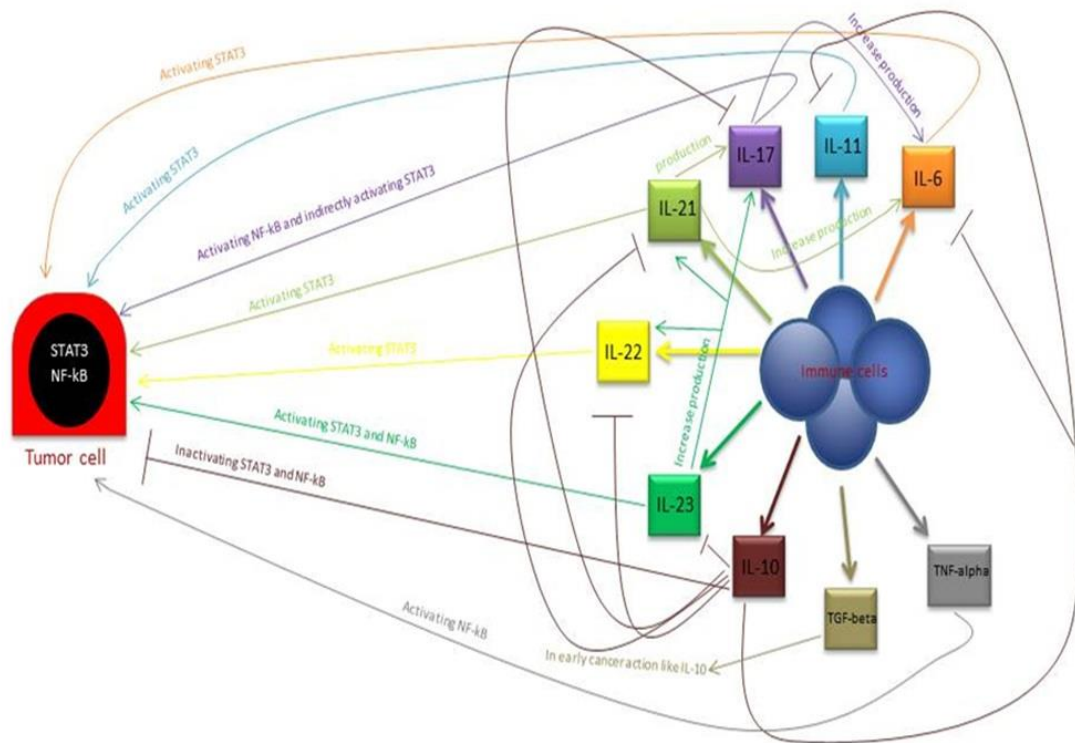 Activating STAT3
Increase production
Activating STAT3
production
IL-17
IL-11
IL-6
Activating NF-kB and indirectly activating STAT3
IL-21
Increase production
Activating STAT3
STAT3
NF-kB
Activating STAT3
IL-22
immune cells
Increase production
Activating STAT3 and NF-kB
Tumor cell
Inactivating STAT3 and NF-kB
IL-23
IL-10
TNF-alpha
TGF-beta
Activating NF-kB
In early cancer action like IL-10